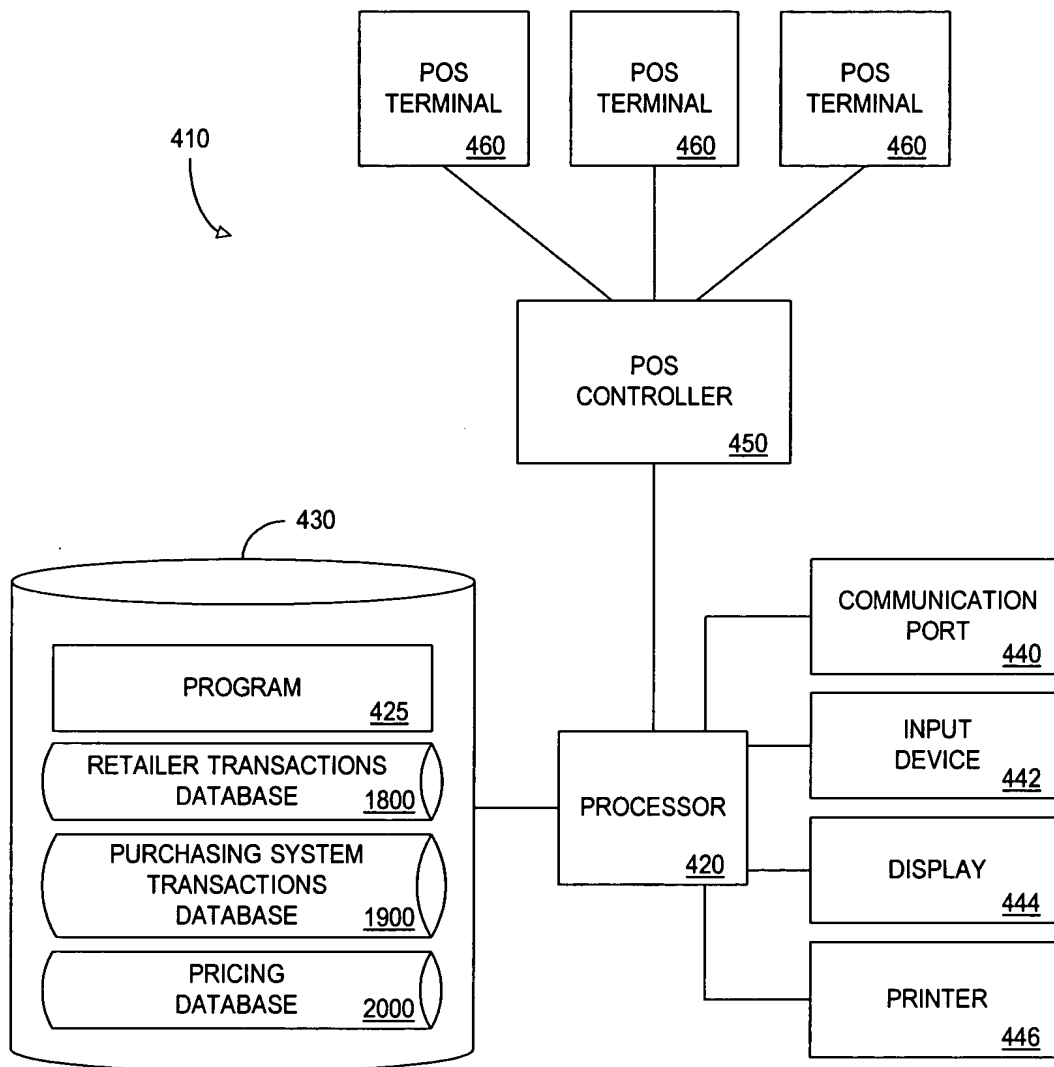 POS
TERMINAL
460
POS
TERMINAL
460
POS
TERMINAL
460
410
POS
CONTROLLER
450
430
PROGRAM
425
RETAILER TRANSACTIONS
DATABASE 1800
PURCHASING SYSTEM
TRANSACTIONS
DATABASE 1900
PRICING
DATABASE 2000
PROCESSOR
420
COMMUNICATION
PORT
440
INPUT
DEVICE
442
DISPLAY
444
PRINTER
446